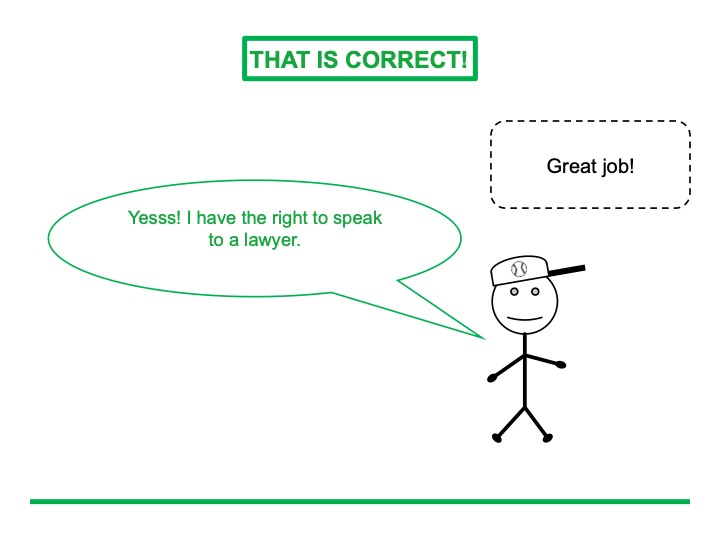 THAT IS CORRECT!
Great job!
Yesss! I have the right to speak
to a lawyer.